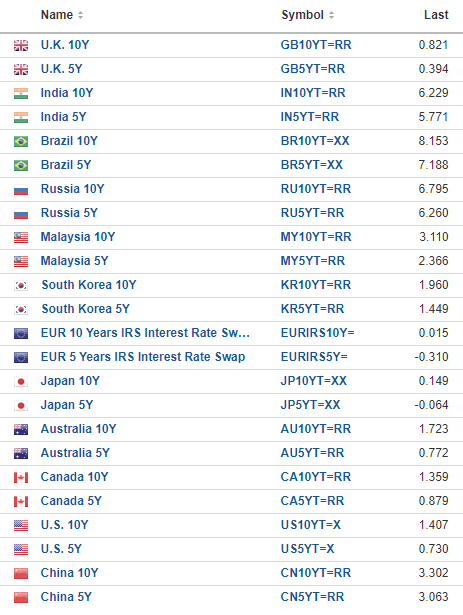 Name Symbol Last
U.K. 10Y GB10YT=RR 0.821
U.K. 5Y GB5YT=RR 0.394
India 10Y IN10YT=RR 6.229
India 5Y IN5YT=RR 5.771
Brazil 10Y BR10YT=XX 8.153
Brazil 5Y BR5YT=XX 7.188
Russia 10Y RU10YT=RR 6.795
Russia 5Y RU5YT=RR 6.260
Malaysia 10Y MY10YT=RR 3.110
Malaysia 5Y MY5YT=RR 2.366
South Korea 10Y KR10YT=RR 1.960
South Korea 5Y KR5YT=RR 1.449
EUR 10 Years IRS Interest Rate Sw... EURIRS10Y= 0.015
EUR 5 Years IRS Interest Rate Swap EURIRS5Y= -0.310
Japan 10Y JP10YT=XX 0.149
Japan 5Y JP5YT=XX -0.064
Australia 10Y AU10YT=RR 1.723
Australia 5Y AU5YT=RR 0.772
Canada 10Y CA10YT=RR 1.359
Canada 5Y CA5YT=RR 0.879
U.S. 10Y US10YT=X 1.407
U.S. 5Y US5YT=X 0.730
China 10Y CN10YT=RR 3.302
China 5Y CN5YT=RR 3.063